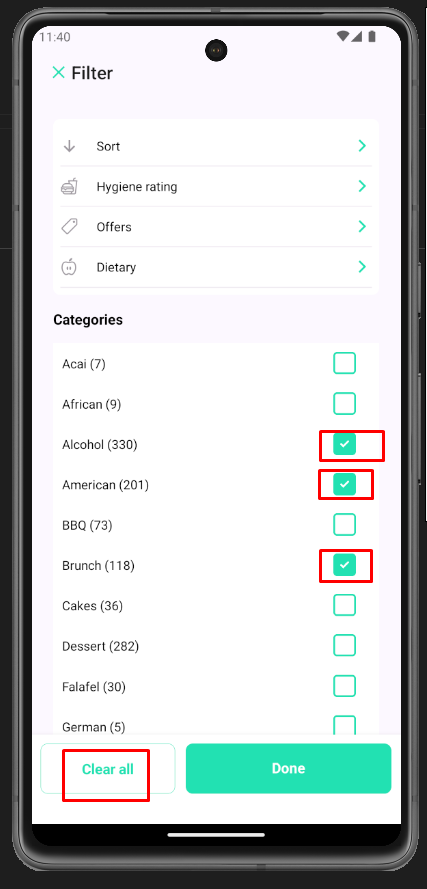 11:40
Filter
Sort
Hygiene rating
Offers
Dietary
Categories
Acai (7)
African (9)
Alcohol (330)
American (201)
BBQ (73)
Brunch (118)
Cakes (36)
Dessert (282)
Falafel (30)
German (5)
Clear all
Done